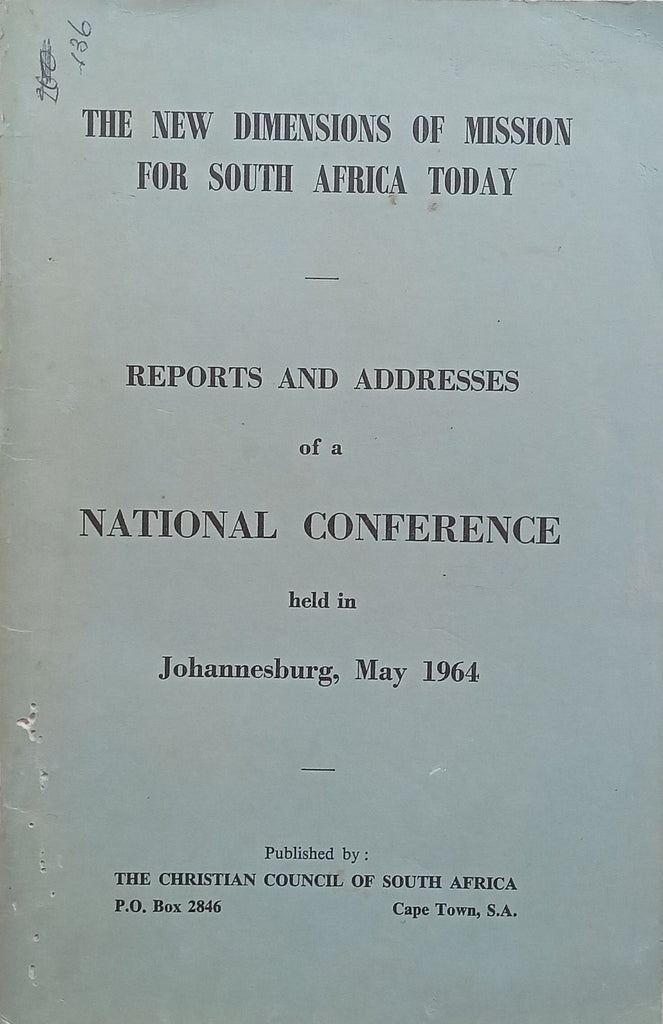 136
THE NEW DIMENSIONS OF MISSION
FOR SOUTH AFRICA TODAY
REPORTS AND ADDRESSES
of a
NATIONAL CONFERENCE
held in
Johannesburg, May 1964
Published by :
THE CHRISTIAN COUNCIL OF SOUTH AFRICA
P.O. Box 2846 Cape Town, S.A.